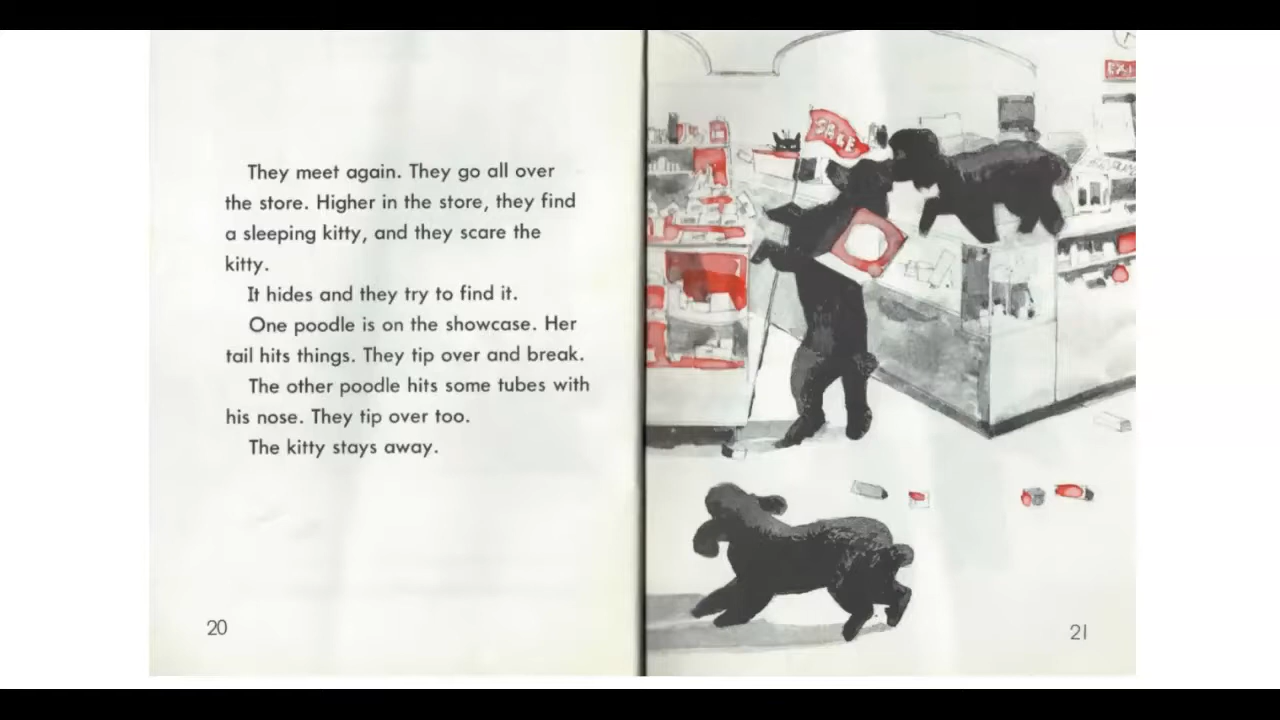 They meet again. They go all over
the store. Higher in the store, they find
a sleeping kitty, and they scare the
kitty.
It hides and they try to find it.
One poodle is on the showcase. Her
tail hits things. They tip over and break.
The other poodle hits some tubes with
his nose. They tip over too.
The kitty stays away.
20
SALE
EXI
21